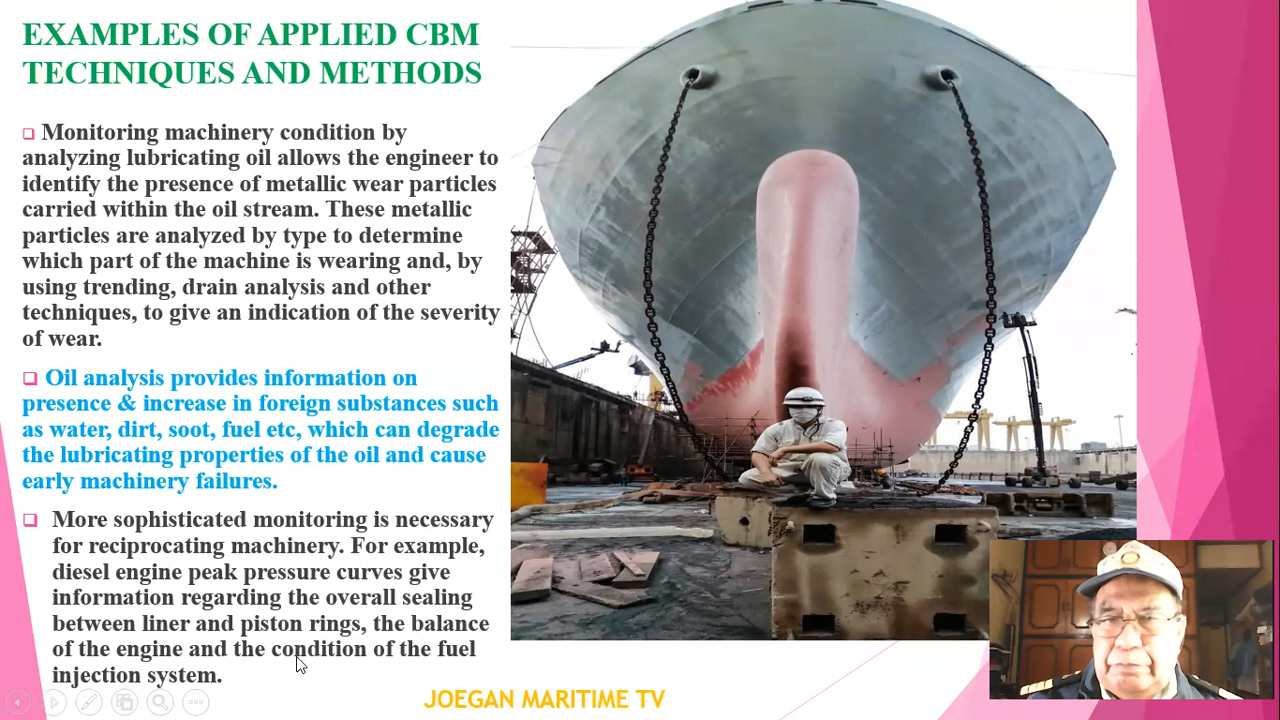 EXAMPLES OF APPLIED CBM
TECHNIQUES AND METHODS
Monitoring machinery condition by
analyzing lubricating oil allows the engineer to
identify the presence of metallic wear particles
carried within the oil stream. These metallic
particles are analyzed by type to determine
which part of the machine is wearing and, by
using trending, drain analysis and other
techniques, to give an indication of the severity
of wear.
Oil analysis provides information on
presence & increase in foreign substances such
as water, dirt, soot, fuel etc, which can degrade
the lubricating properties of the oil and cause
early machinery failures.
More sophisticated monitoring is necessary
for reciprocating machinery. For example,
diesel engine peak pressure curves give
information regarding the overall sealing
between liner and piston rings, the balance
of the engine and the condition of the fuel
injection system.
JOEGAN MARITIME TV